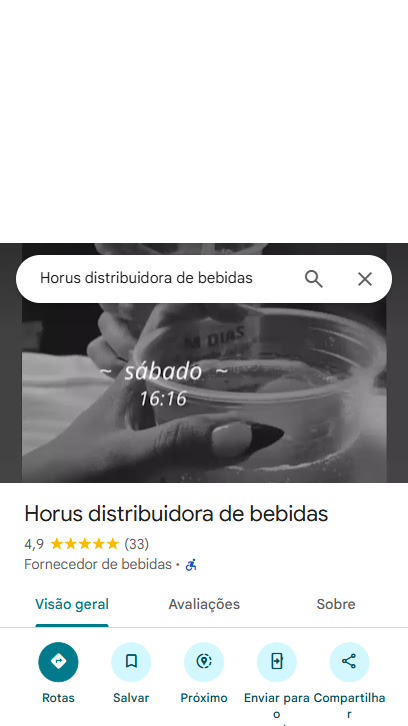 Horus distribuidora de bebidas
M DIAS
~ sábado ~
16:16
Horus distribuidora de bebidas
4,9 (33)
Fornecedor de bebidas ·
Visão geral Avaliações Sobre
Rotas Salvar Próximo Enviar para o Compartilhar